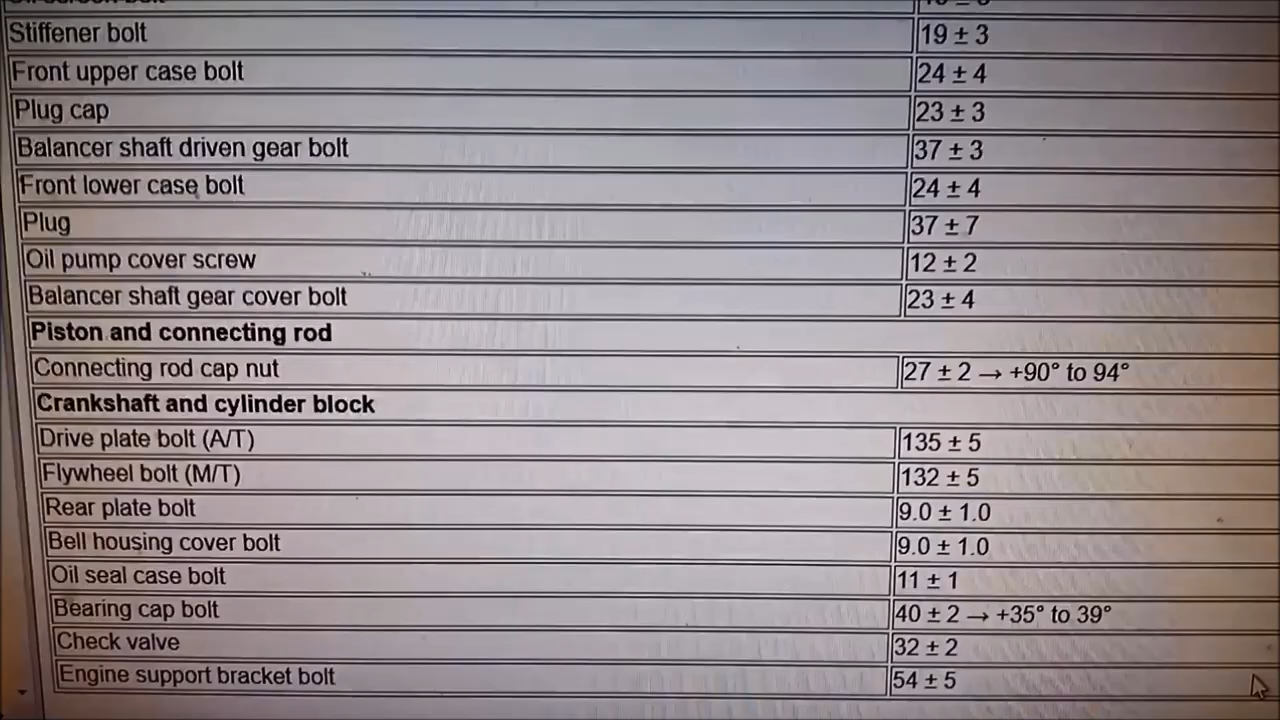 Stiffener bolt 19 ± 3
Front upper case bolt 24 ± 4
Plug cap 23 ± 3
Balancer shaft driven gear bolt 37 ± 3
Front lower case bolt 24 ± 4
Plug 37 ± 7
Oil pump cover screw 12 ± 2
Balancer shaft gear cover bolt 23 ± 4
Piston and connecting rod
Connecting rod cap nut 27 ± 2 → +90° to 94°
Crankshaft and cylinder block
Drive plate bolt (A/T) 135 ± 5
Flywheel bolt (M/T) 132 ± 5
Rear plate bolt 9.0 ± 1.0
Bell housing cover bolt 9.0 ± 1.0
Oil seal case bolt 11 ± 1
Bearing cap bolt 40 ± 2 → +35° to 39°
Check valve 32 ± 2
Engine support bracket bolt 54 ± 5